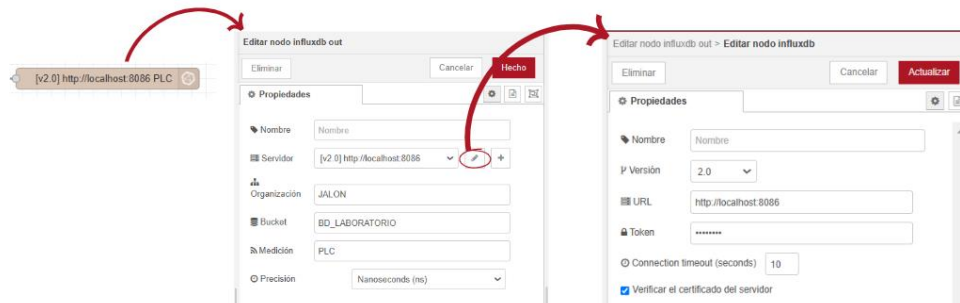 [v2.0] http://localhost:8086 PLC
Editar nodo influxdb out
Eliminar
Cancelar
Hecho
Propiedades
Nombre
Nombre
Servidor
[v2.0] http://localhost:8086
Organización
JALON
Bucket
BD_LABORATORIO
Medición
PLC
Precisión
Nanoseconds (ns)
Editar nodo influxdb out > Editar nodo influxdb
Eliminar
Cancelar
Actualizar
Propiedades
Nombre
Nombre
Versión
2.0
URL
http://localhost:8086
Token
••••••••
Connection timeout (seconds)
10
Verificar el certificado del servidor